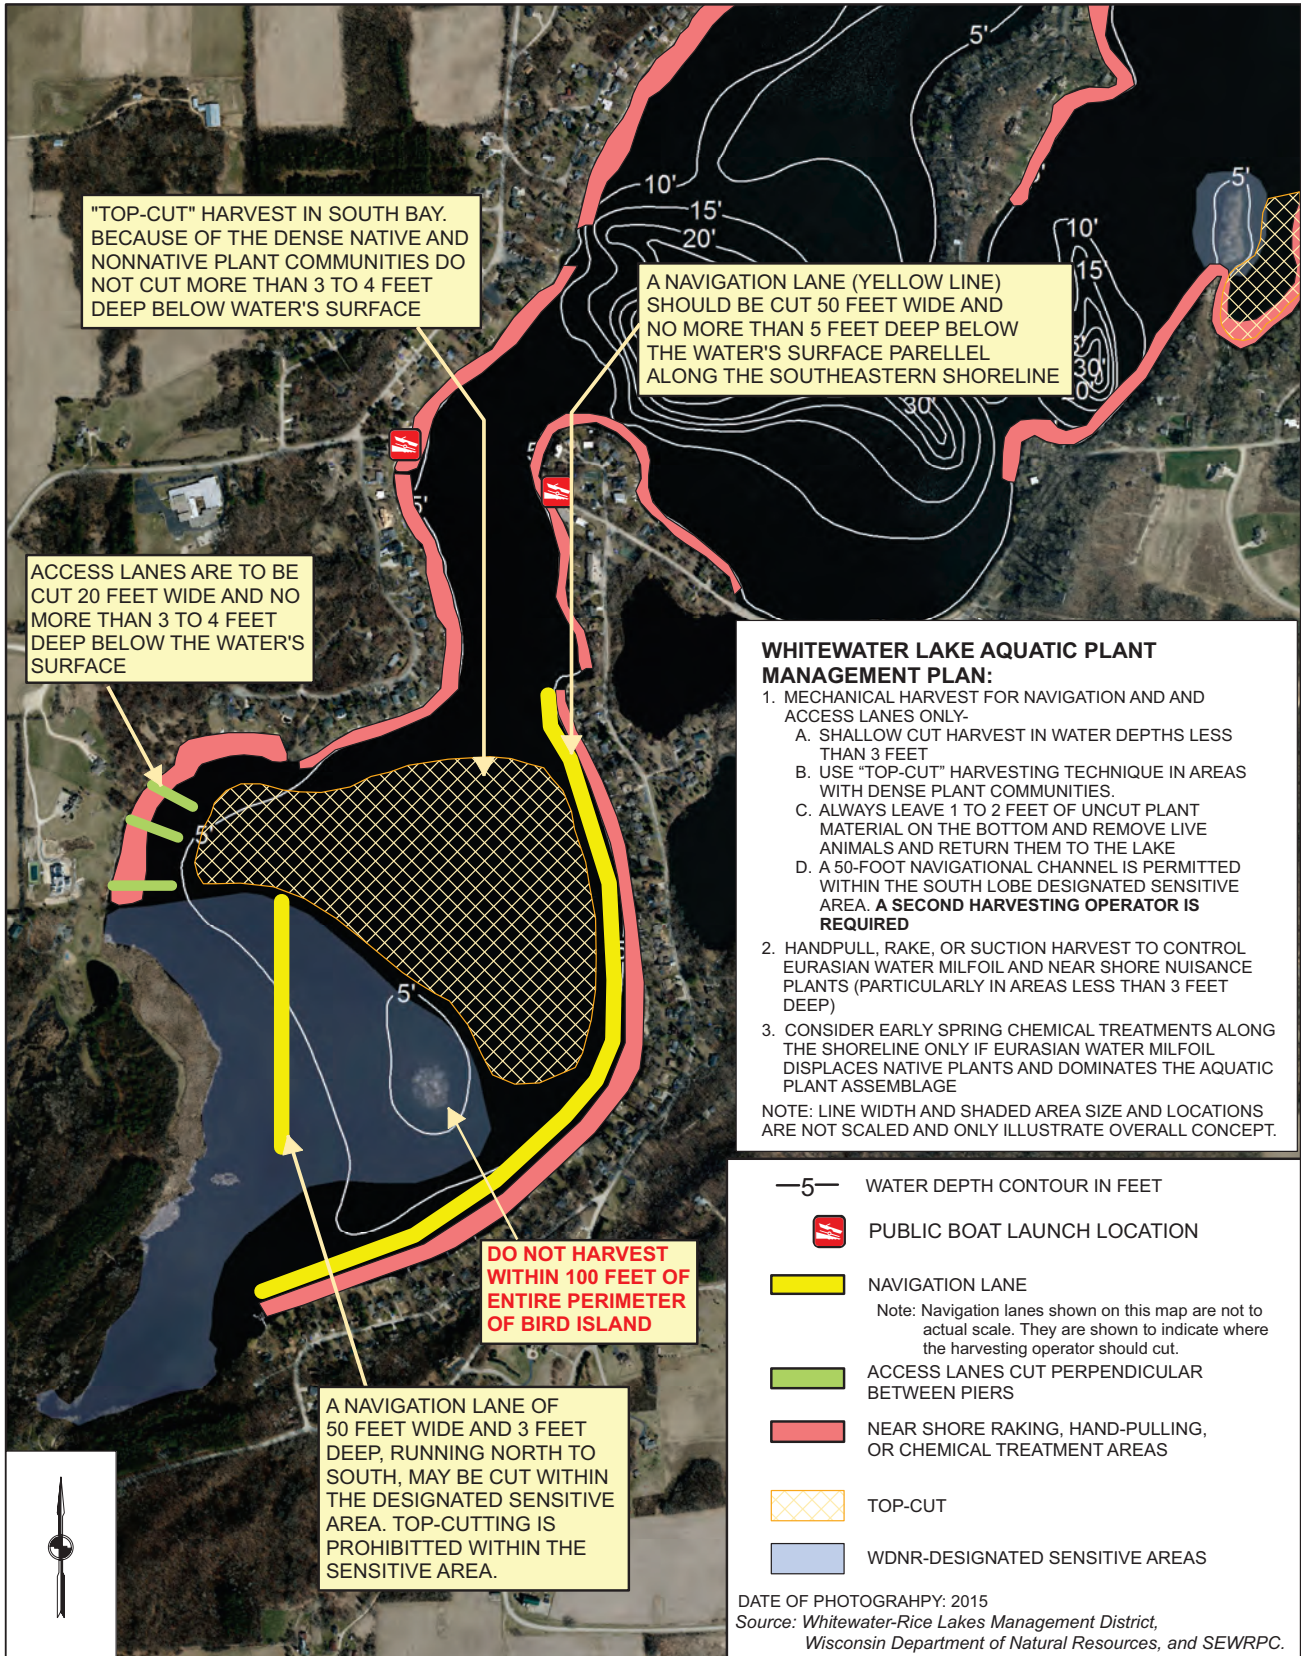 5'
10'
15'
20'
"TOP-CUT" HARVEST IN SOUTH BAY.
BECAUSE OF THE DENSE NATIVE AND
NONNATIVE PLANT COMMUNITIES DO
NOT CUT MORE THAN 3 TO 4 FEET
DEEP BELOW WATER'S SURFACE
A NAVIGATION LANE (YELLOW LINE)
SHOULD BE CUT 50 FEET WIDE AND
NO MORE THAN 5 FEET DEEP BELOW
THE WATER'S SURFACE PARELLEL
ALONG THE SOUTHEASTERN SHORELINE
5'
10'
15'
30'
20'
30'
5'
ACCESS LANES ARE TO BE
CUT 20 FEET WIDE AND NO
MORE THAN 3 TO 4 FEET
DEEP BELOW THE WATER'S
SURFACE
5'
5'
WHITEWATER LAKE AQUATIC PLANT
MANAGEMENT PLAN:
1. MECHANICAL HARVEST FOR NAVIGATION AND AND
ACCESS LANES ONLY-
A. SHALLOW CUT HARVEST IN WATER DEPTHS LESS
THAN 3 FEET
B. USE "TOP-CUT" HARVESTING TECHNIQUE IN AREAS
WITH DENSE PLANT COMMUNITIES.
C. ALWAYS LEAVE 1 TO 2 FEET OF UNCUT PLANT
MATERIAL ON THE BOTTOM AND REMOVE LIVE
ANIMALS AND RETURN THEM TO THE LAKE
D. A 50-FOOT NAVIGATIONAL CHANNEL IS PERMITTED
WITHIN THE SOUTH LOBE DESIGNATED SENSITIVE
AREA. A SECOND HARVESTING OPERATOR IS
REQUIRED
2. HANDPULL, RAKE, OR SUCTION HARVEST TO CONTROL
EURASIAN WATER MILFOIL AND NEAR SHORE NUISANCE
PLANTS (PARTICULARLY IN AREAS LESS THAN 3 FEET
DEEP)
3. CONSIDER EARLY SPRING CHEMICAL TREATMENTS ALONG
THE SHORELINE ONLY IF EURASIAN WATER MILFOIL
DISPLACES NATIVE PLANTS AND DOMINATES THE AQUATIC
PLANT ASSEMBLAGE
NOTE: LINE WIDTH AND SHADED AREA SIZE AND LOCATIONS
ARE NOT SCALED AND ONLY ILLUSTRATE OVERALL CONCEPT.
DO NOT HARVEST
WITHIN 100 FEET OF
ENTIRE PERIMETER
OF BIRD ISLAND
A NAVIGATION LANE OF
50 FEET WIDE AND 3 FEET
DEEP, RUNNING NORTH TO
SOUTH, MAY BE CUT WITHIN
THE DESIGNATED SENSITIVE
AREA. TOP-CUTTING IS
PROHIBITTED WITHIN THE
SENSITIVE AREA.
5 WATER DEPTH CONTOUR IN FEET
PUBLIC BOAT LAUNCH LOCATION
NAVIGATION LANE
Note: Navigation lanes shown on this map are not to
actual scale. They are shown to indicate where
the harvesting operator should cut.
ACCESS LANES CUT PERPENDICULAR
BETWEEN PIERS
NEAR SHORE RAKING, HAND-PULLING,
OR CHEMICAL TREATMENT AREAS
TOP-CUT
WDNR-DESIGNATED SENSITIVE AREAS
DATE OF PHOTOGRAHPY: 2015
Source: Whitewater-Rice Lakes Management District,
Wisconsin Department of Natural Resources, and SEWRPC.